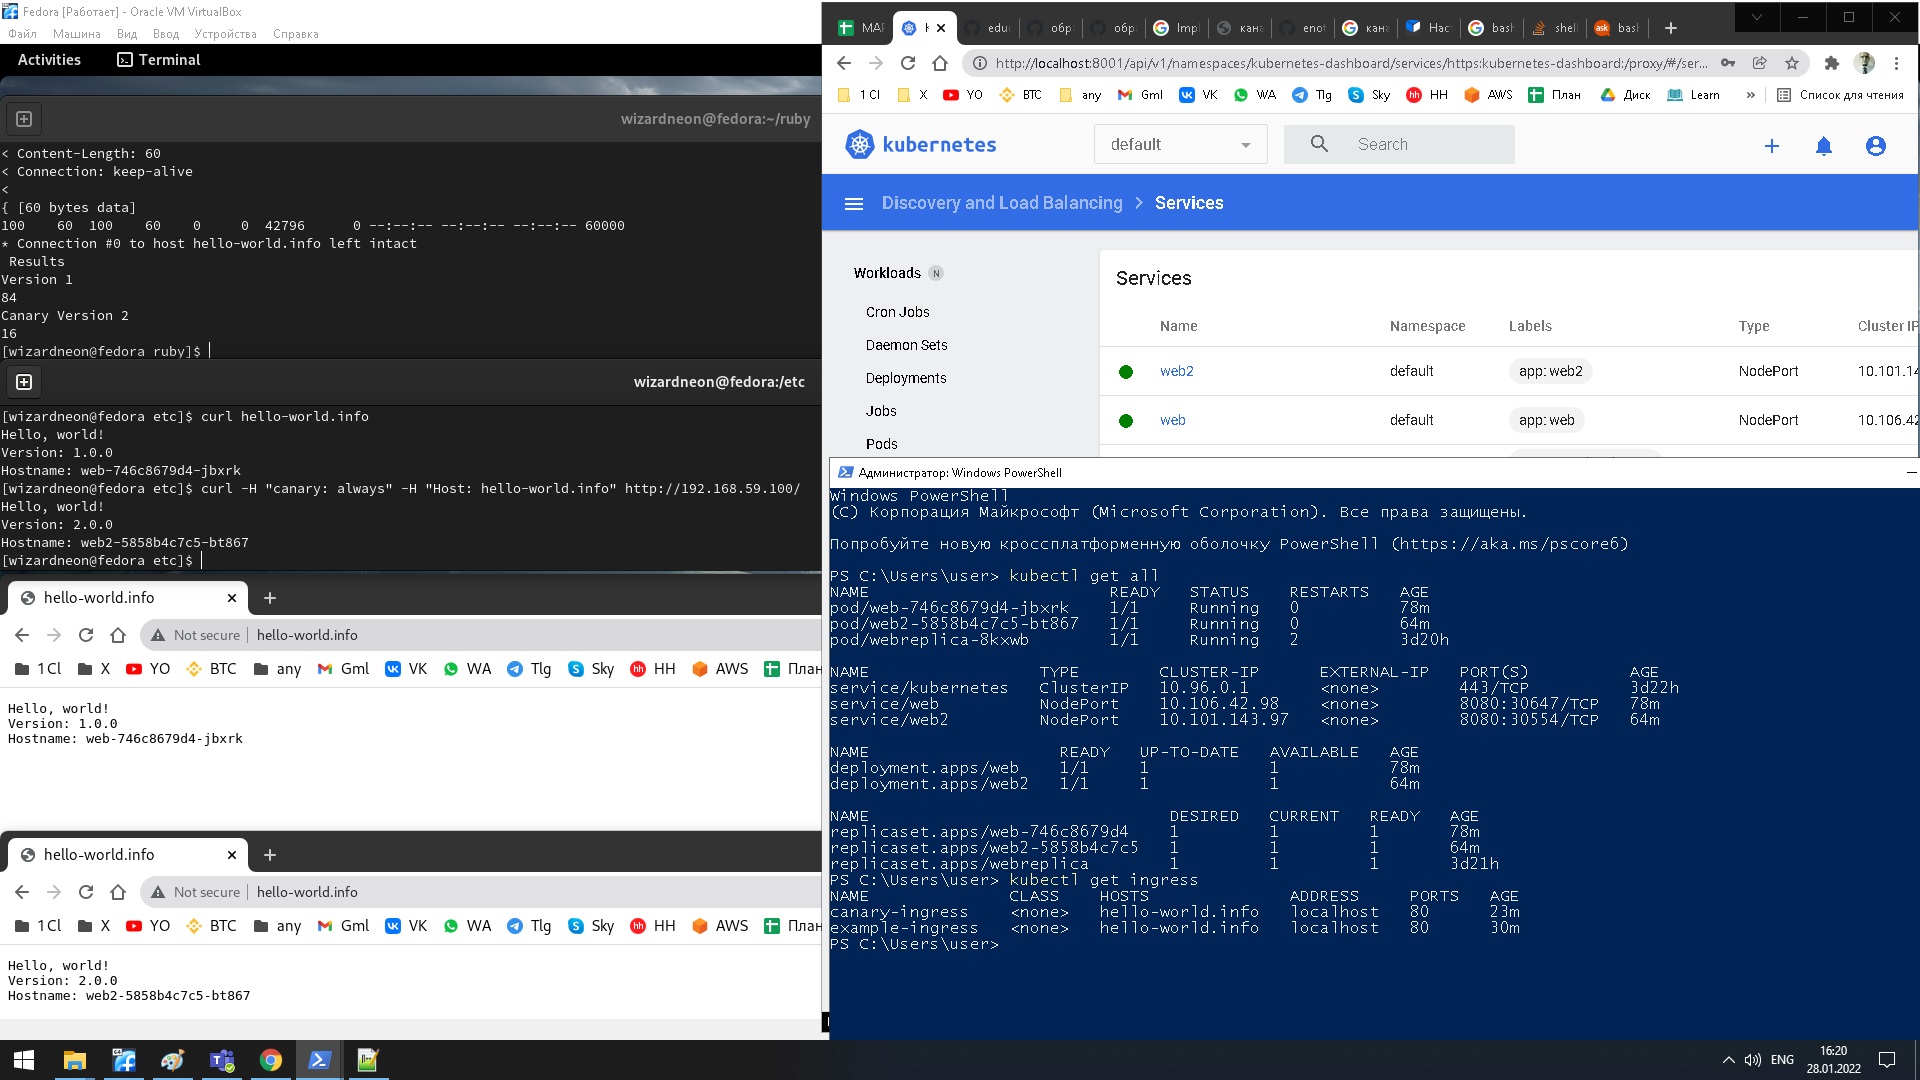 Fedora [Работает] - Oracle VM VirtualBox
Файл Машина Вид Ввод Устройства Справка
Activities Terminal
wizardneon@fedora:~/ruby
< Content-Length: 60
< Connection: keep-alive
<
{ [60 bytes data]
100 60 100 60 0 0 42796 0 --:--:-- --:--:-- --:--:-- 60000
* Connection #0 to host hello-world.info left intact
Results
Version 1
84
Canary Version 2
16
[wizardneon@fedora ruby]$
wizardneon@fedora:/etc
[wizardneon@fedora etc]$ curl hello-world.info
Hello, world!
Version: 1.0.0
Hostname: web-746c8679d4-jbxrk
[wizardneon@fedora etc]$ curl -H "canary: always" -H "Host: hello-world.info" http://192.168.59.100/
Hello, world!
Version: 2.0.0
Hostname: web2-5858b4c7c5-bt867
[wizardneon@fedora etc]$
hello-world.info
Not secure hello-world.info
1Cl X YO BTC any Gml VK WA Tlg Sky HH AWS План
Hello, world!
Version: 1.0.0
Hostname: web-746c8679d4-jbxrk
hello-world.info
Not secure hello-world.info
1Cl X YO BTC any Gml VK WA Tlg Sky HH AWS План
Hello, world!
Version: 2.0.0
Hostname: web2-5858b4c7c5-bt867
edu обр обр Impl кан enot кан Нас bash shell bash
http://localhost:8001/api/v1/namespaces/kubernetes-dashboard/services/https:kubernetes-dashboard:/proxy/#/ser...
1Cl X YO BTC any Gml VK WA Tlg Sky HH AWS План Диск Learn » Список для чтения
kubernetes default Search
Discovery and Load Balancing > Services
Workloads N
Cron Jobs
Daemon Sets
Deployments
Jobs
Pods
Services
Name Namespace Labels Type Cluster IP
web2 default app: web2 NodePort 10.101.14
web default app: web NodePort 10.106.42
Администратор: Windows PowerShell
Windows PowerShell
(C) Корпорация Майкрософт (Microsoft Corporation). Все права защищены.
Попробуйте новую кроссплатформенную оболочку PowerShell (https://aka.ms/pscore6)
PS C:\Users\user> kubectl get all
NAME READY STATUS RESTARTS AGE
pod/web-746c8679d4-jbxrk 1/1 Running 0 78m
pod/web2-5858b4c7c5-bt867 1/1 Running 0 64m
pod/webreplica-8kxwb 1/1 Running 2 3d20h
NAME TYPE CLUSTER-IP EXTERNAL-IP PORT(S) AGE
service/kubernetes ClusterIP 10.96.0.1 <none> 443/TCP 3d22h
service/web NodePort 10.106.42.98 <none> 8080:30647/TCP 78m
service/web2 NodePort 10.101.143.97 <none> 8080:30554/TCP 64m
NAME READY UP-TO-DATE AVAILABLE AGE
deployment.apps/web 1/1 1 1 78m
deployment.apps/web2 1/1 1 1 64m
NAME DESIRED CURRENT READY AGE
replicaset.apps/web-746c8679d4 1 1 1 78m
replicaset.apps/web2-5858b4c7c5 1 1 1 64m
replicaset.apps/webreplica 1 1 1 3d21h
PS C:\Users\user> kubectl get ingress
NAME CLASS HOSTS ADDRESS PORTS AGE
canary-ingress <none> hello-world.info localhost 80 23m
example-ingress <none> hello-world.info localhost 80 30m
PS C:\Users\user>
ENG
16:20
28.01.2022